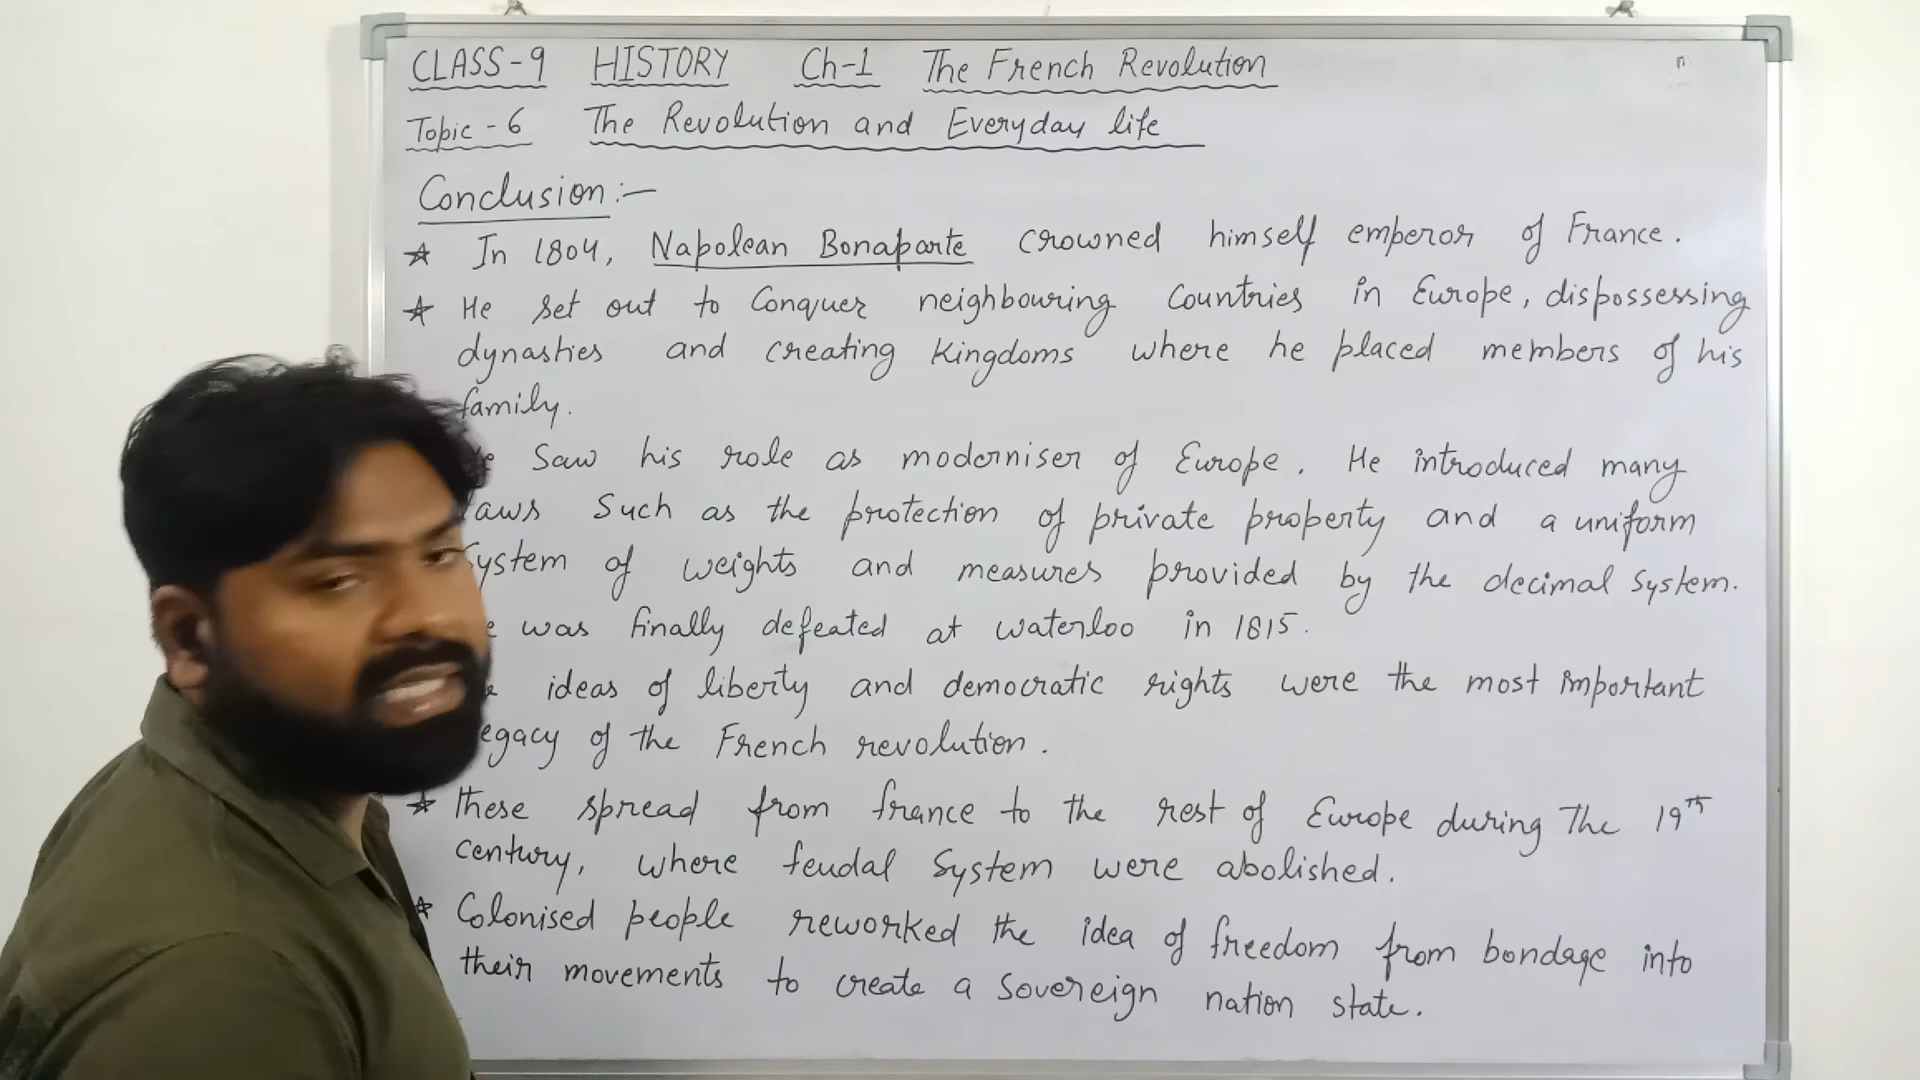 CLASS-9 HISTORY Ch-1 The French Revolution
Topic - 6 The Revolution and Everyday life
Conclusion :-
☆ In 1804, Napolean Bonaparte crowned himself emperor of France.
☆ He set out to Conquer neighbouring Countries in Europe, dispossessing
dynasties and creating Kingdoms where he placed members of his
family.
Saw his role as moderniser of Europe. He introduced many
laws Such as the protection of private property and a uniform
system of weights and measures provided by the decimal system.
was finally defeated at waterloo in 1815.
ideas of liberty and democratic rights were the most important
legacy of the French revolution.
☆ These spread from france to the rest of Europe during The 19th
century, where feudal System were abolished.
☆ Colonised people reworked the idea of freedom from bondage into
their movements to create a sovereign nation state.